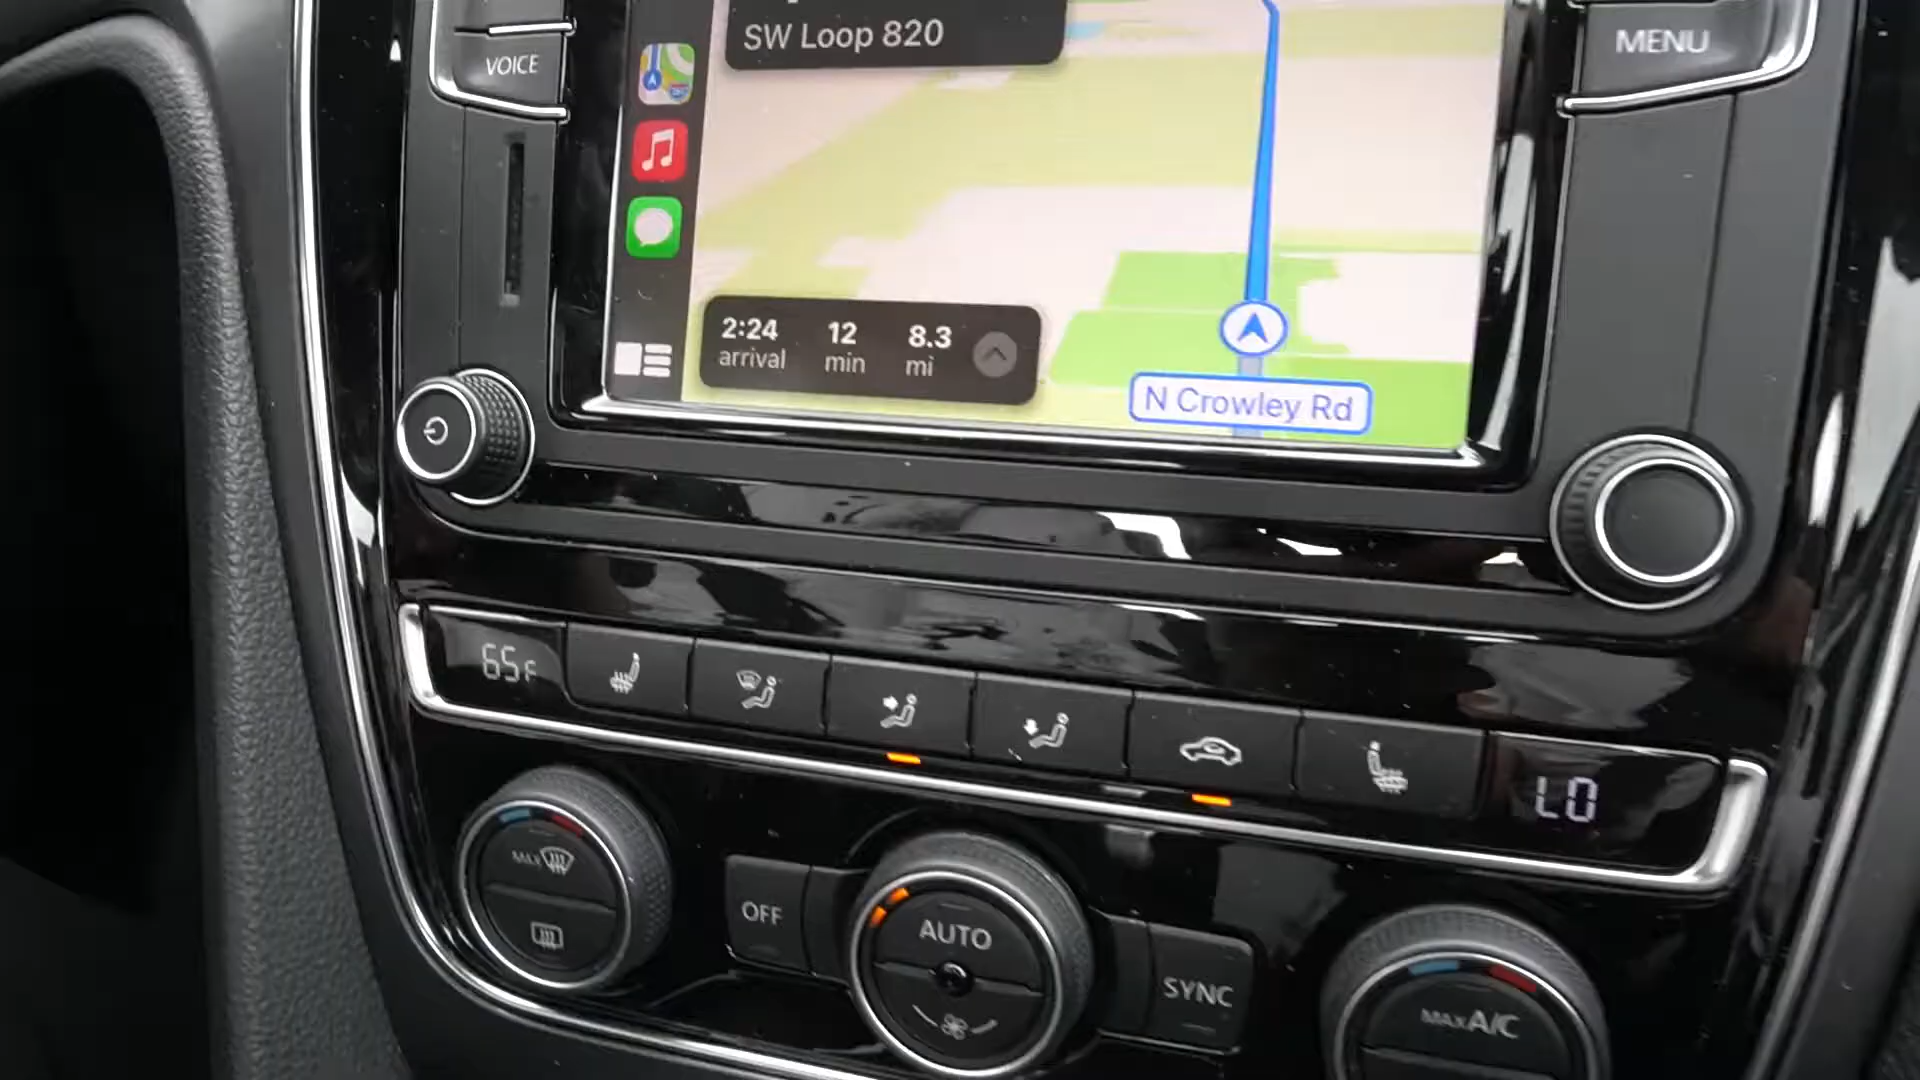 SW Loop 820
VOICE
MENU
2:24 12 8.3
arrival min mi
N Crowley Rd
65F
LO
MAX
OFF
AUTO
SYNC
MAX A/C